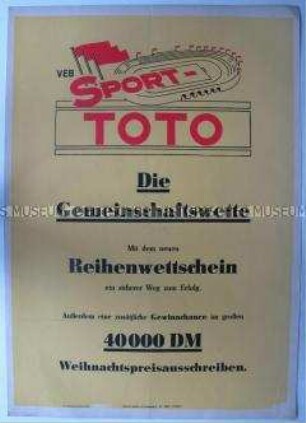 VEB
SPORT-
TOTO
Die
Gemeinschaftswette
Mit dem neuen
Reihenwettschein
ein sicherer Weg zum Erfolg.
Außerdem eine zusätzliche Gewinnchance im großen
40000 DM
Weihnachtspreisausschreiben.